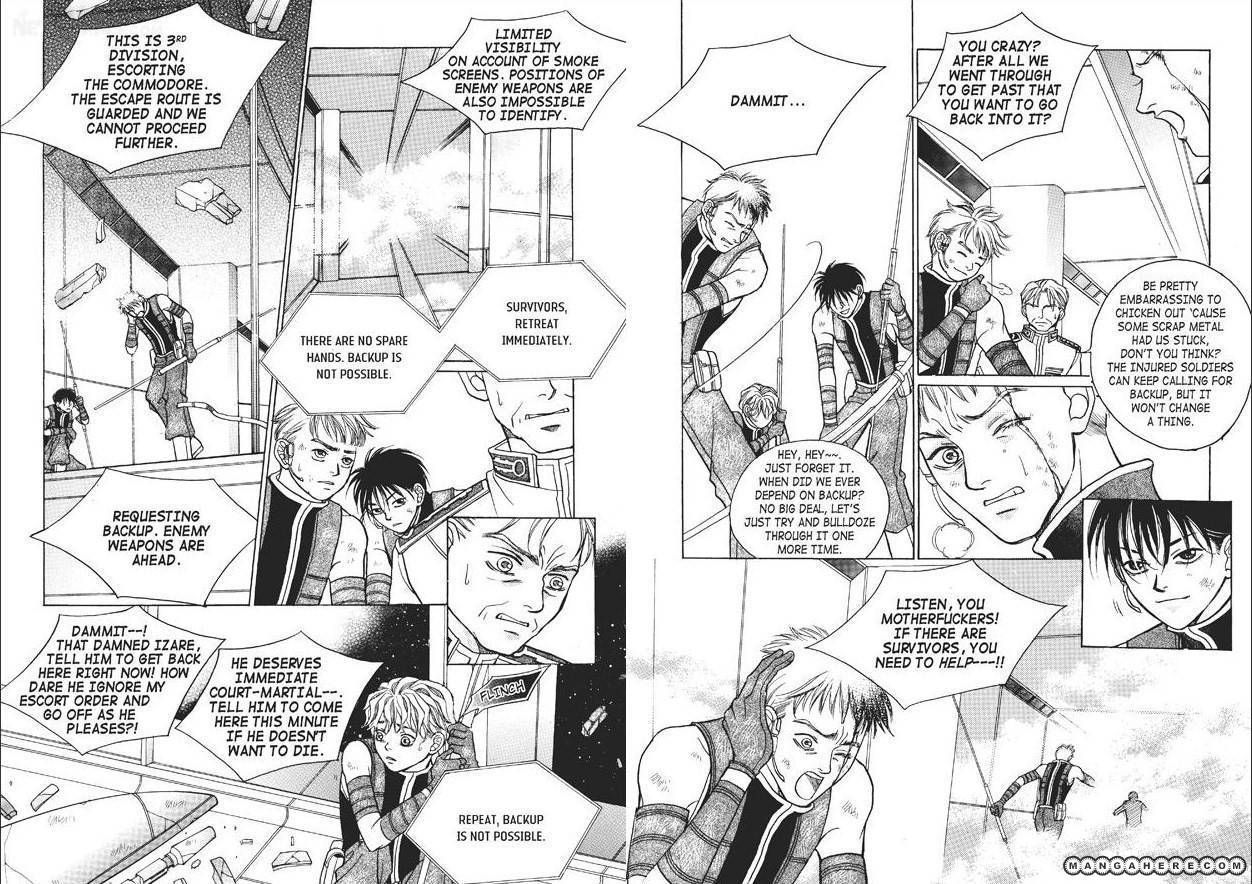 THIS IS 3RD
DIVISION,
ESCORTING
THE COMMODORE.
THE ESCAPE ROUTE IS
GUARDED AND WE
CANNOT PROCEED
FURTHER.
LIMITED
VISIBILITY
ON ACCOUNT OF SMOKE
SCREENS. POSITIONS OF
ENEMY WEAPONS ARE
ALSO IMPOSSIBLE
TO IDENTIFY.
THERE ARE NO SPARE
HANDS. BACKUP IS
NOT POSSIBLE.
SURVIVORS,
RETREAT
IMMEDIATELY.
REQUESTING
BACKUP. ENEMY
WEAPONS ARE
AHEAD.
DAMMIT--!
THAT DAMNED IZARE,
TELL HIM TO GET BACK
HERE RIGHT NOW! HOW
DARE HE IGNORE MY
ESCORT ORDER AND
GO OFF AS HE
PLEASES?!
HE DESERVES
IMMEDIATE
COURT-MARTIAL--.
TELL HIM TO COME
HERE THIS MINUTE
IF HE DOESN'T
WANT TO DIE.
FLINCH
REPEAT, BACKUP
IS NOT POSSIBLE.
DAMMIT...
YOU CRAZY?
AFTER ALL WE
WENT THROUGH
TO GET PAST THAT
YOU WANT TO GO
BACK INTO IT?
HEY, HEY~~.
JUST FORGET IT.
WHEN DID WE EVER
DEPEND ON BACKUP?
NO BIG DEAL, LET'S
JUST TRY AND BULLDOZE
THROUGH IT ONE
MORE TIME.
BE PRETTY
EMBARRASSING TO
CHICKEN OUT 'CAUSE
SOME SCRAP METAL
HAD US STUCK,
DON'T YOU THINK?
THE INJURED SOLDIERS
CAN KEEP CALLING FOR
BACKUP, BUT IT
WON'T CHANGE
A THING.
LISTEN, YOU
MOTHERFUCKERS!
IF THERE ARE
SURVIVORS, YOU
NEED TO HELP---!!
MANGAHERE.COM